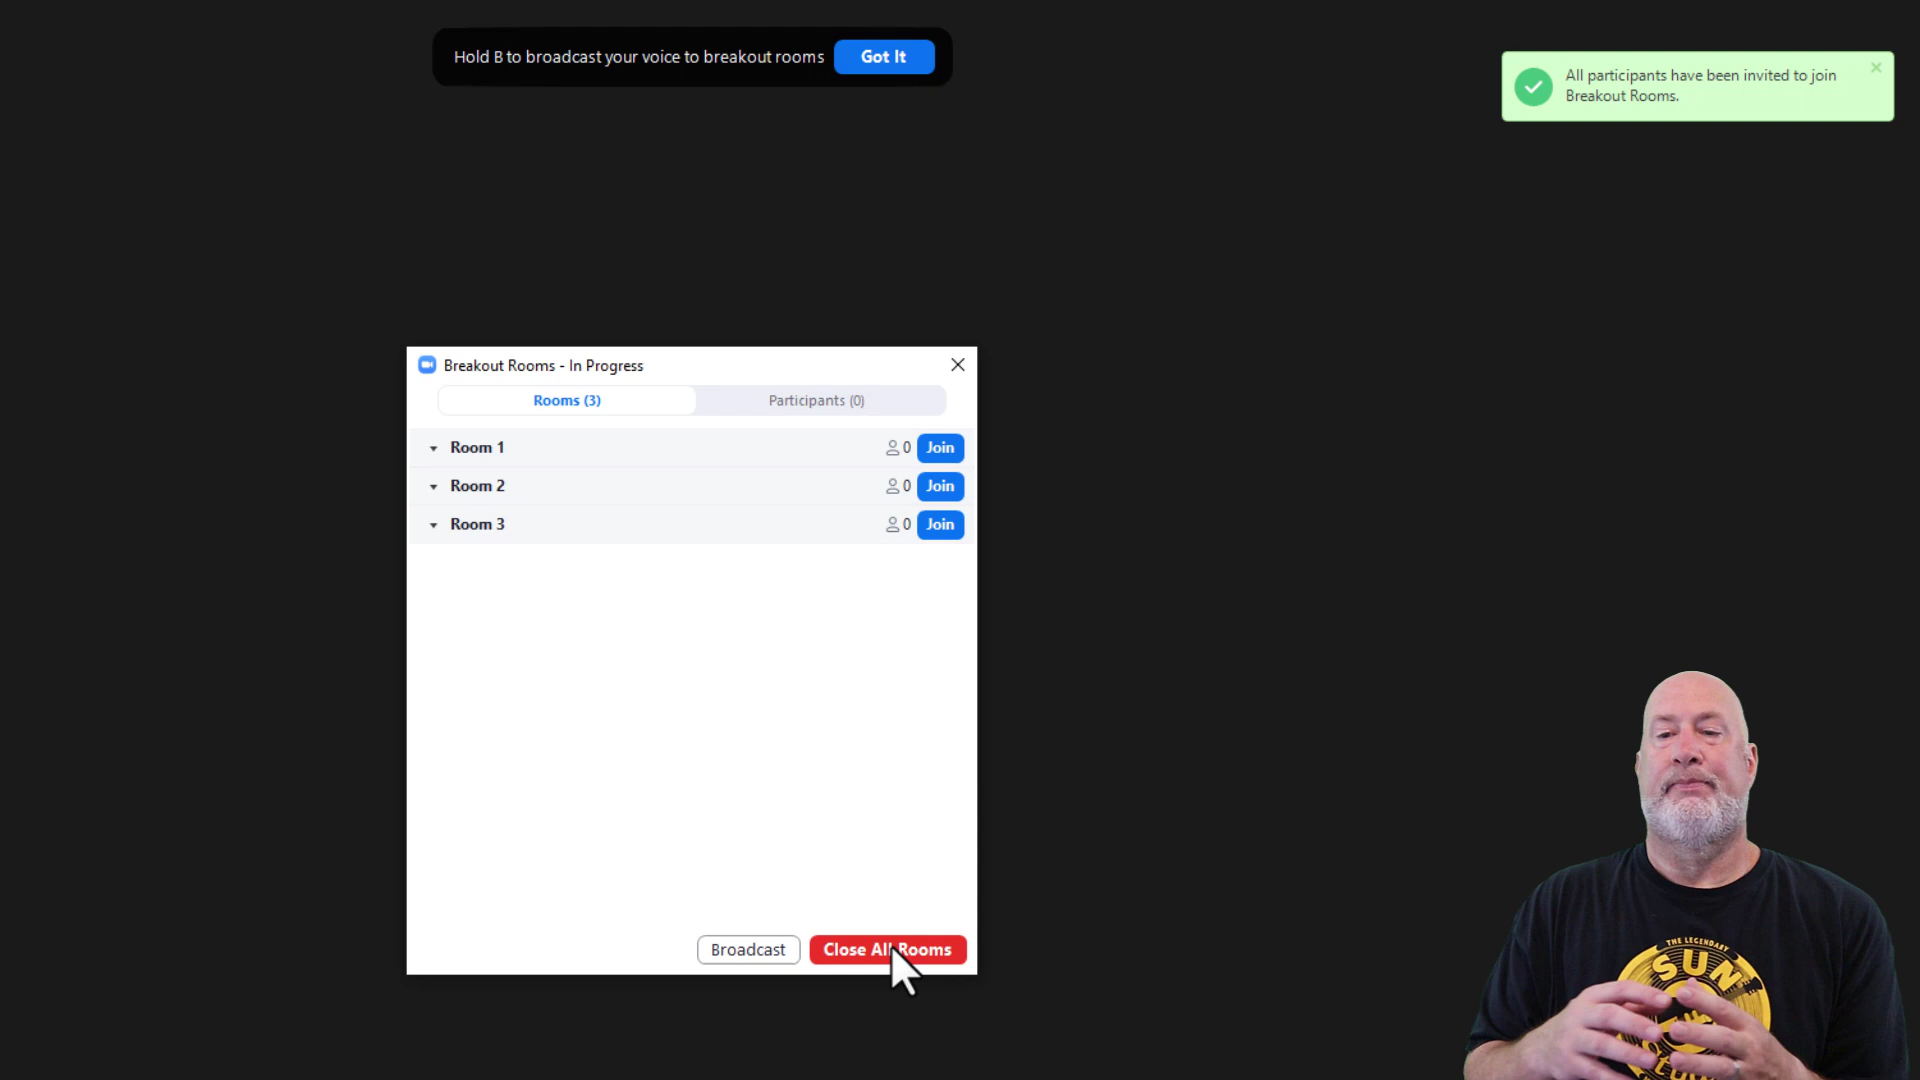 Hold B to broadcast your voice to breakout rooms
Got It
All participants have been invited to join
Breakout Rooms.
Breakout Rooms - In Progress
Rooms (3)
Participants (0)
Room 1
0
Join
Room 2
0
Join
Room 3
0
Join
Broadcast
Close All Rooms
THE LEGENDARY
SUN